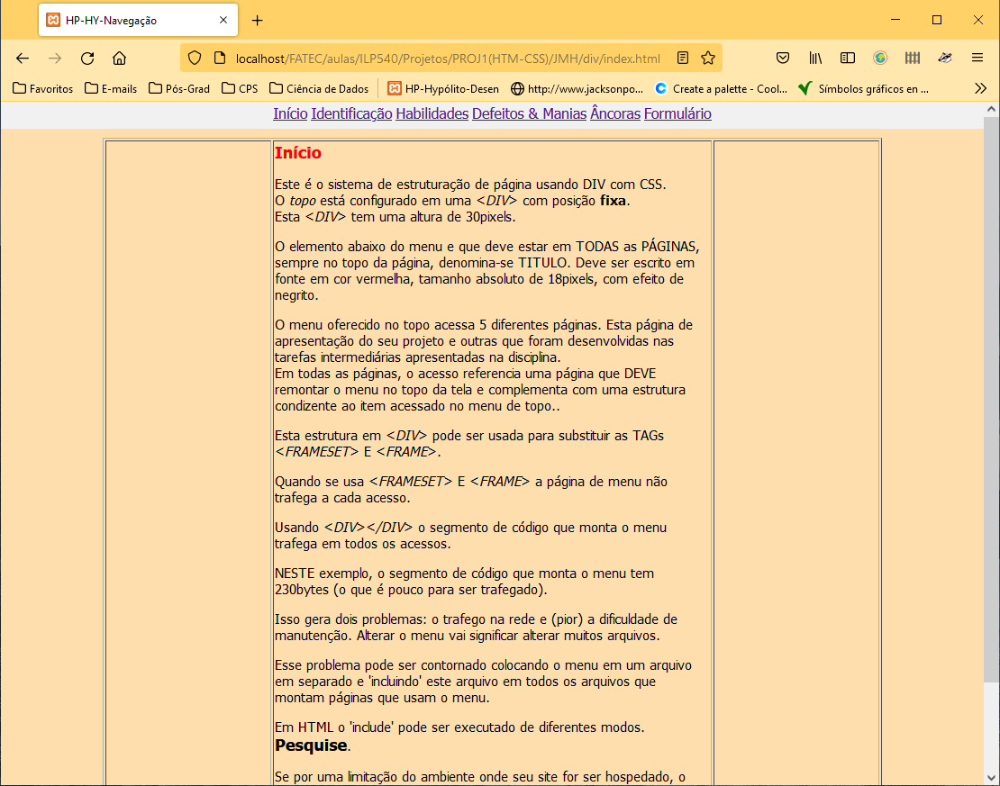 HP-HY-Navegação
localhost/FATEC/aulas/ILP540/Projetos/PROJ1(HTM-CSS)/JMH/div/index.html
Favoritos E-mails Pós-Grad CPS Ciência de Dados HP-Hypólito-Desen http://www.jacksonpo... Create a palette - Cool... Símbolos gráficos en ...
Início Identificação Habilidades Defeitos & Manias Âncoras Formulário
Início
Este é o sistema de estruturação de página usando DIV com CSS.
O topo está configurado em uma <DIV> com posição fixa.
Esta <DIV> tem uma altura de 30pixels.
O elemento abaixo do menu e que deve estar em TODAS as PÁGINAS,
sempre no topo da página, denomina-se TITULO. Deve ser escrito em
fonte em cor vermelha, tamanho absoluto de 18pixels, com efeito de
negrito.
O menu oferecido no topo acessa 5 diferentes páginas. Esta página de
apresentação do seu projeto e outras que foram desenvolvidas nas
tarefas intermediárias apresentadas na disciplina.
Em todas as páginas, o acesso referencia uma página que DEVE
remontar o menu no topo da tela e complementa com uma estrutura
condizente ao item acessado no menu de topo..
Esta estrutura em <DIV> pode ser usada para substituir as TAGs
<FRAMESET> E <FRAME>.
Quando se usa <FRAMESET> E <FRAME> a página de menu não
trafega a cada acesso.
Usando <DIV></DIV> o segmento de código que monta o menu
trafega em todos os acessos.
NESTE exemplo, o segmento de código que monta o menu tem
230bytes (o que é pouco para ser trafegado).
Isso gera dois problemas: o trafego na rede e (pior) a dificuldade de
manutenção. Alterar o menu vai significar alterar muitos arquivos.
Esse problema pode ser contornado colocando o menu em um arquivo
em separado e 'incluindo' este arquivo em todos os arquivos que
montam páginas que usam o menu.
Em HTML o 'include' pode ser executado de diferentes modos.
Pesquise.
Se por uma limitação do ambiente onde seu site for ser hospedado, o